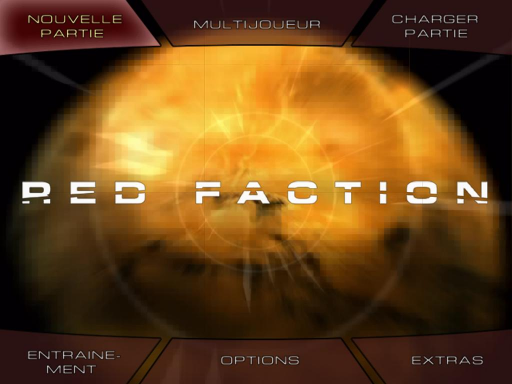 NOUVELLE
PARTIE
MULTIJOUEUR
CHARGER
PARTIE
RED FACTION
ENTRAINE-
MENT
OPTIONS
EXTRAS